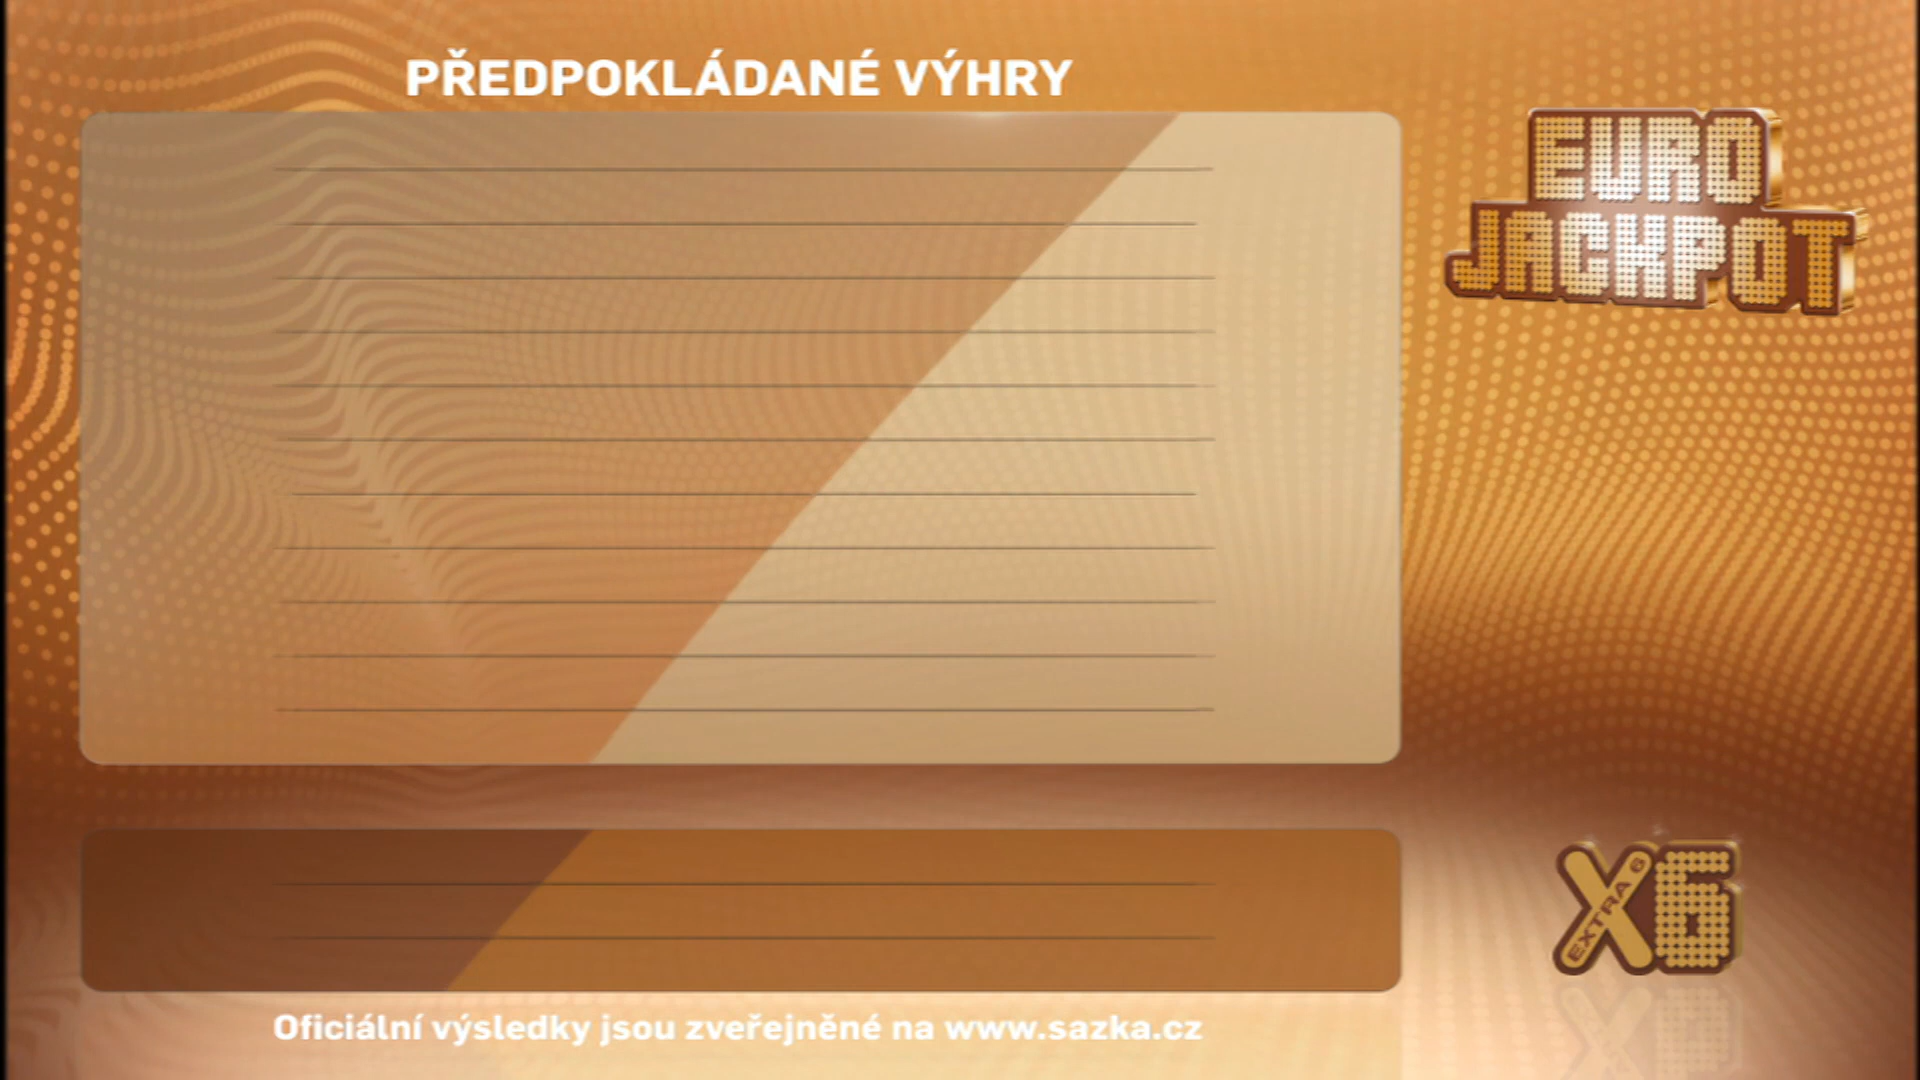 PŘEDPOKLÁDANÉ VÝHRY
EURO
JACKPOT
EXTRA 6
X6
Oficiální výsledky jsou zveřejněné na www.sazka.cz